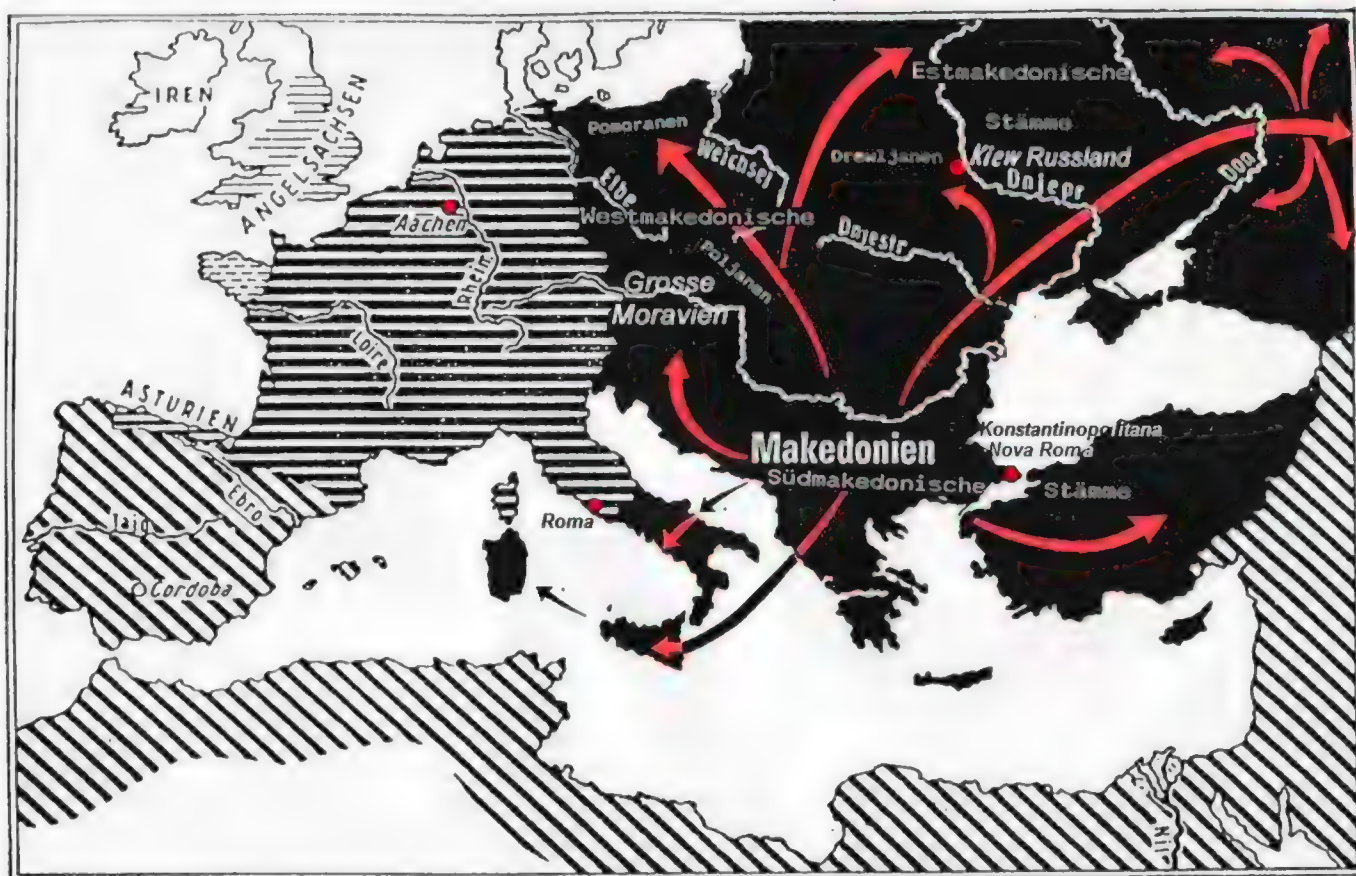 IREN
ANGELSACHSEN
Aachen
Rhein
Loire
ASTURIEN
Ebro
Tajo
Cordoba
Roma
Pomoranen
Elbe
Weichsel
Westmakedonische
Poljanen
Grosse
Moravien
Estmakedonische
Stämme
Drewljanen
Kiew Russland
Dnjepr
Dnjestr
Don
Makedonien
Südmakedonische
Stämme
Konstantinopolitana
Nova Roma
Nil